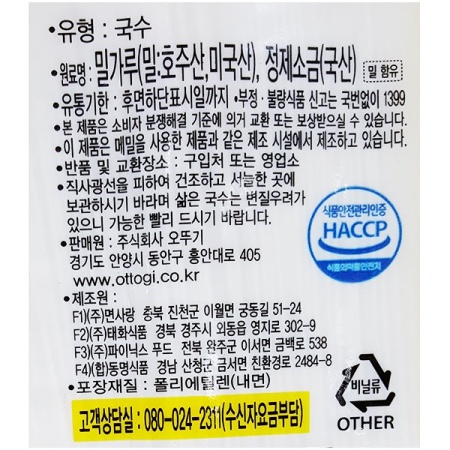 • 유형 : 국수
• 원료명 : 밀가루(밀:호주산,미국산), 정제소금(국산) 밀 함유
• 유통기한 : 후면하단표시일까지 • 부정 · 불량식품 신고는 국번없이 1399
• 본 제품은 소비자 분쟁해결 기준에 의거 교환 또는 보상받으실 수 있습니다.
• 이 제품은 메밀을 사용한 제품과 같은 제조 시설에서 제조하고 있습니다.
• 반품 및 교환장소 : 구입처 또는 영업소
• 직사광선을 피하여 건조하고 서늘한 곳에
보관하시기 바라며 삶은 국수는 변질우려가
있으니 가능한 빨리 드시기 바랍니다.
• 판매원 : 주식회사 오뚜기
경기도 안양시 동안구 흥안대로 405
www.ottogi.co.kr
식품안전관리인증
HACCP
식품의약품안전처
• 제조원 :
F1)(주)면사랑 충북 진천군 이월면 궁동길 51-24
F2)(주)태화식품 경북 경주시 외동읍 영지로 302-9
F3)(주)파이닉스 푸드 전북 완주군 이서면 금백로 538
F4)(합)동명식품 경남 산청군 금서면 친환경로 2484-8
• 포장재질 : 폴리에틸렌(내면)
고객상담실 : 080-024-2311(수신자요금부담)
비닐류
OTHER